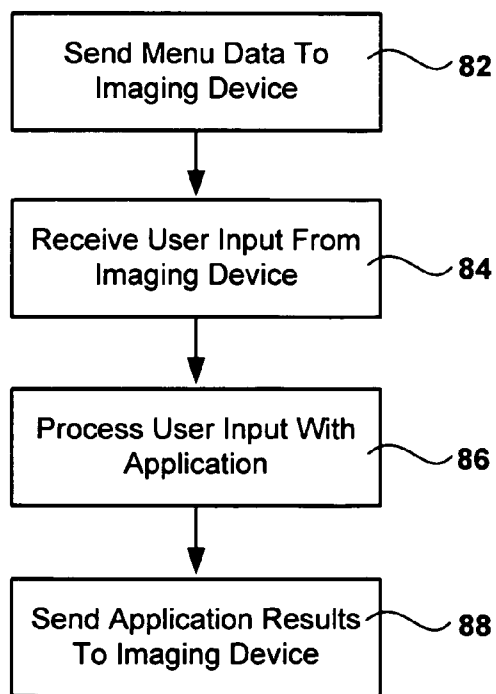 Send Menu Data To
Imaging Device
82
Receive User Input From
Imaging Device
84
Process User Input With
Application
86
Send Application Results
To Imaging Device
88